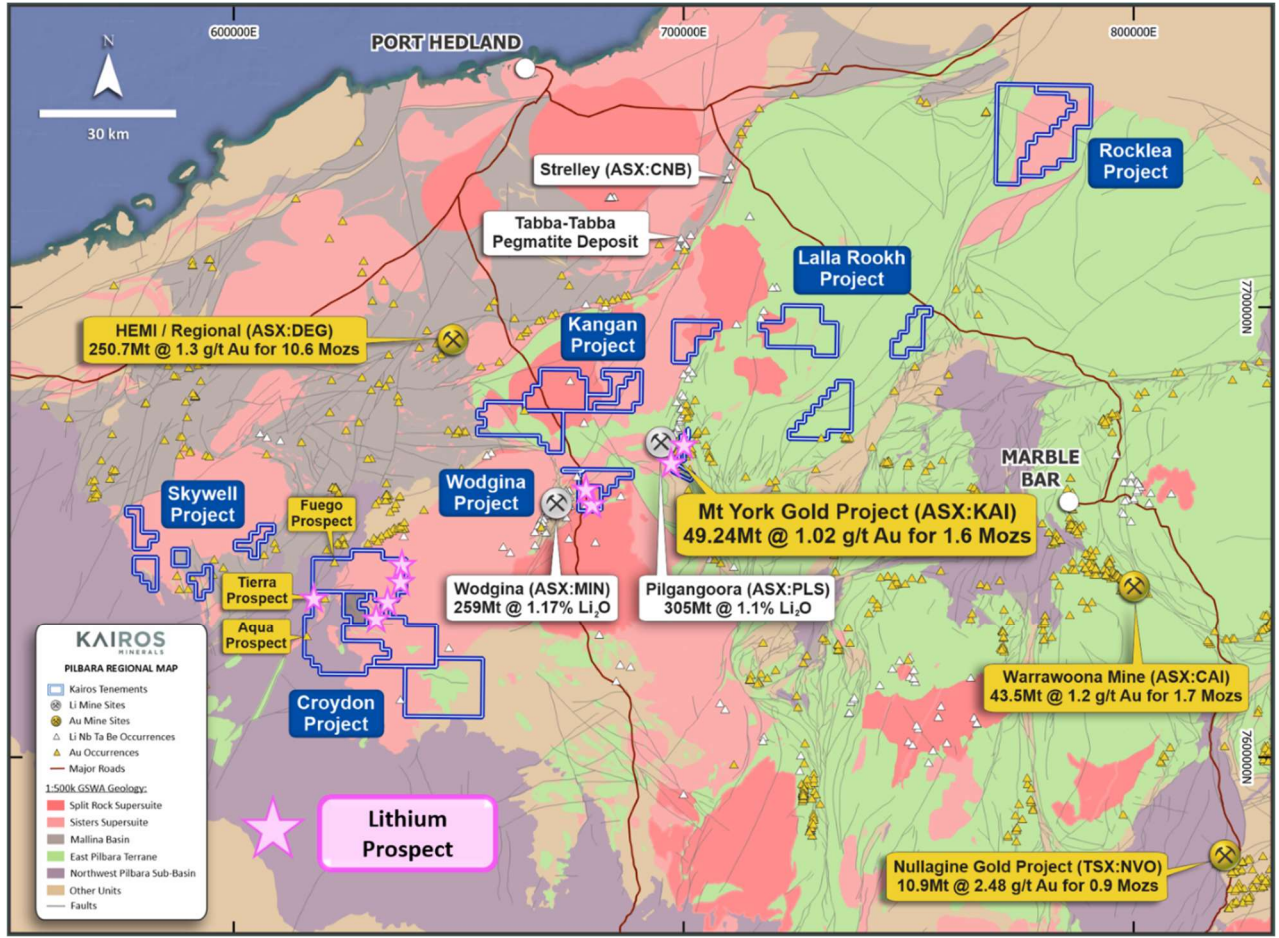 600000E
700000E
800000E
PORT HEDLAND
N
30 km
Rocklea
Project
Strelley (ASX:CNB)
Tabba-Tabba
Pegmatite Deposit
Lalla Rookh
Project
7700000N
HEMI / Regional (ASX:DEG)
250.7Mt @ 1.3 g/t Au for 10.6 Mozs
Kangan
Project
MARBLE
BAR
Wodgina
Project
Skywell
Project
Fuego
Prospect
Mt York Gold Project (ASX:KAI)
49.24Mt @ 1.02 g/t Au for 1.6 Mozs
Tierra
Prospect
Wodgina (ASX:MIN)
259Mt @ 1.17% Li₂O
Pilgangoora (ASX:PLS)
305Mt @ 1.1% Li₂O
Aqua
Prospect
Warrawoona Mine (ASX:CAI)
43.5Mt @ 1.2 g/t Au for 1.7 Mozs
Croydon
Project
7600000N
KAIROS
MINERALS
PILBARA REGIONAL MAP
Kairos Tenements
Li Mine Sites
Au Mine Sites
Li Nb Ta Be Occurrences
Au Occurrences
Major Roads
1:500k GSWA Geology:
Split Rock Supersuite
Sisters Supersuite
Mallina Basin
East Pilbara Terrane
Northwest Pilbara Sub-Basin
Other Units
Faults
Lithium
Prospect
Nullagine Gold Project (TSX:NVO)
10.9Mt @ 2.48 g/t Au for 0.9 Mozs